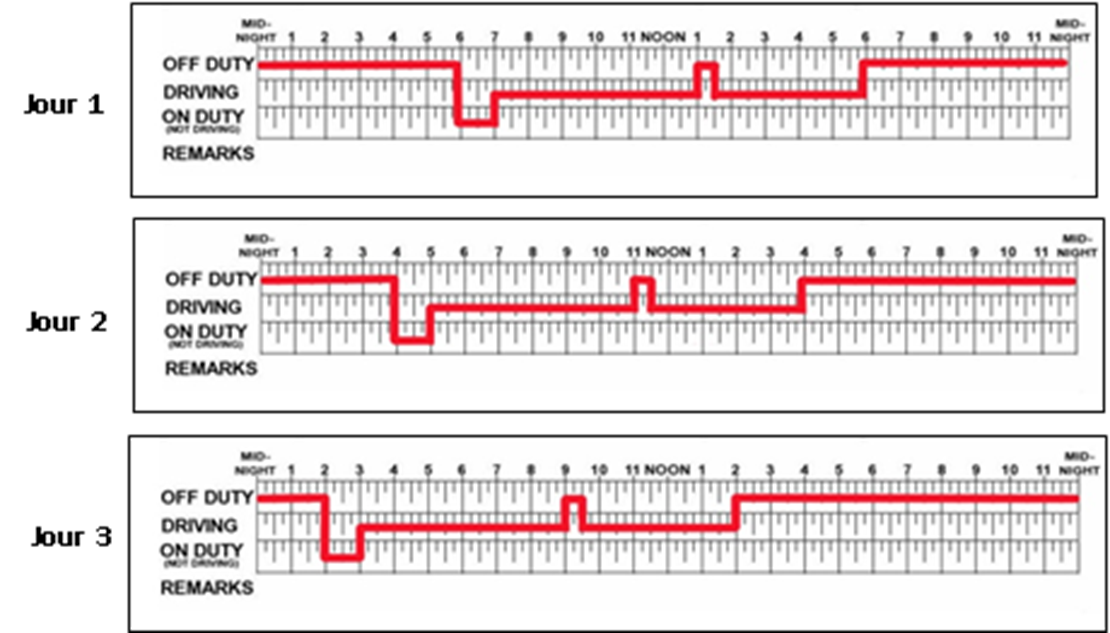 MID-
NIGHT 1 2 3 4 5 6 7 8 9 10 11 NOON 1 2 3 4 5 6 7 8 9 10 11 MID-
NIGHT
OFF DUTY
Jour 1
DRIVING
ON DUTY
(NOT DRIVING)
REMARKS
MID-
NIGHT 1 2 3 4 5 6 7 8 9 10 11 NOON 1 2 3 4 5 6 7 8 9 10 11 MID-
NIGHT
OFF DUTY
Jour 2
DRIVING
ON DUTY
(NOT DRIVING)
REMARKS
MID-
NIGHT 1 2 3 4 5 6 7 8 9 10 11 NOON 1 2 3 4 5 6 7 8 9 10 11 MID-
NIGHT
OFF DUTY
Jour 3
DRIVING
ON DUTY
(NOT DRIVING)
REMARKS